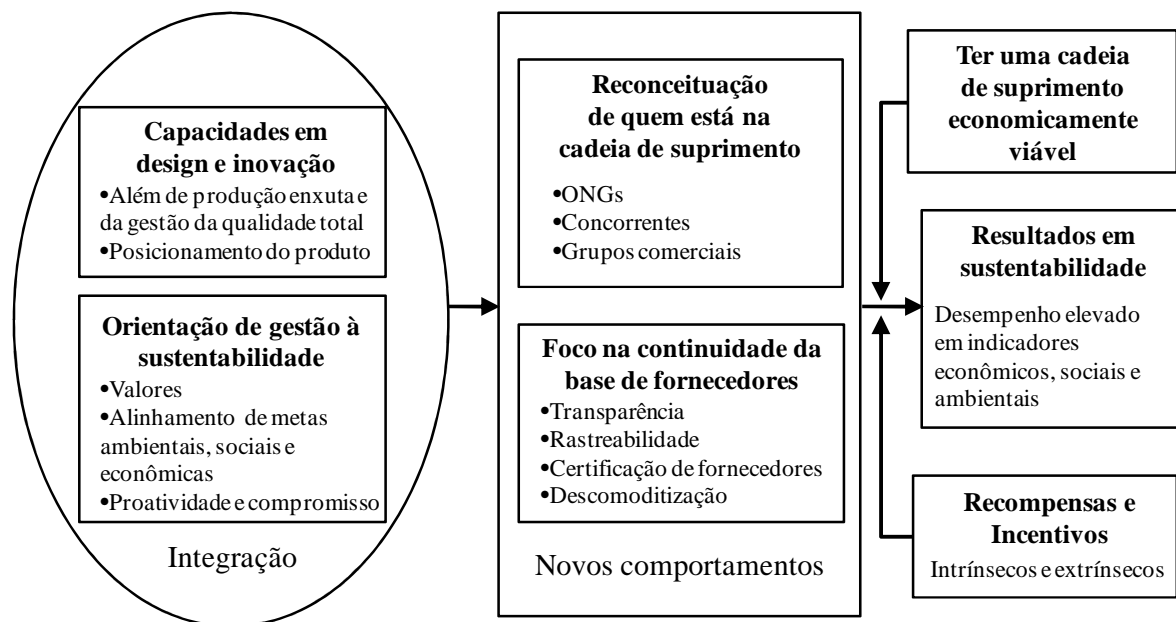 Capacidades em
design e inovação
•Além de produção enxuta e
da gestão da qualidade total
•Posicionamento do produto
Orientação de gestão à
sustentabilidade
•Valores
•Alinhamento de metas
ambientais, sociais e
econômicas
•Proatividade e compromisso
Integração
Reconceituação
de quem está na
cadeia de suprimento
•ONGs
•Concorrentes
•Grupos comerciais
Foco na continuidade da
base de fornecedores
•Transparência
•Rastreabilidade
•Certificação de fornecedores
•Descomoditização
Novos comportamentos
Ter uma cadeia
de suprimento
economicamente
viável
Resultados em
sustentabilidade
Desempenho elevado
em indicadores
econômicos, sociais e
ambientais
Recompensas e
Incentivos
Intrínsecos e extrínsecos